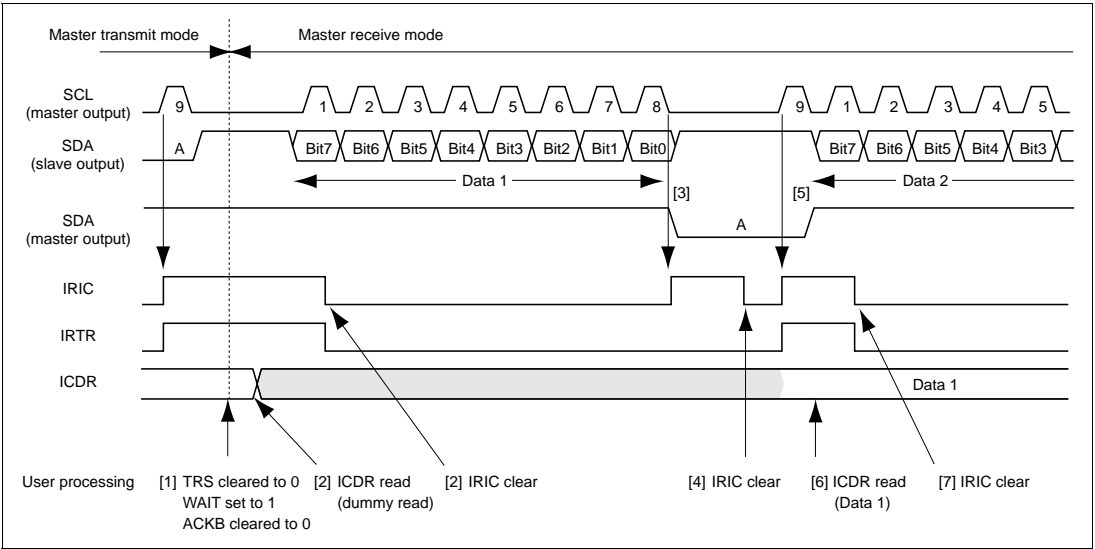 Master transmit mode Master receive mode
SCL
(master output)
9 1 2 3 4 5 6 7 8 9 1 2 3 4 5
SDA
(slave output)
A Bit7 Bit6 Bit5 Bit4 Bit3 Bit2 Bit1 Bit0 Bit7 Bit6 Bit5 Bit4 Bit3
Data 1 [3] [5] Data 2
SDA
(master output)
A
IRIC
IRTR
ICDR Data 1
User processing [1] TRS cleared to 0 [2] ICDR read [2] IRIC clear [4] IRIC clear [6] ICDR read [7] IRIC clear
WAIT set to 1 (dummy read) (Data 1)
ACKB cleared to 0